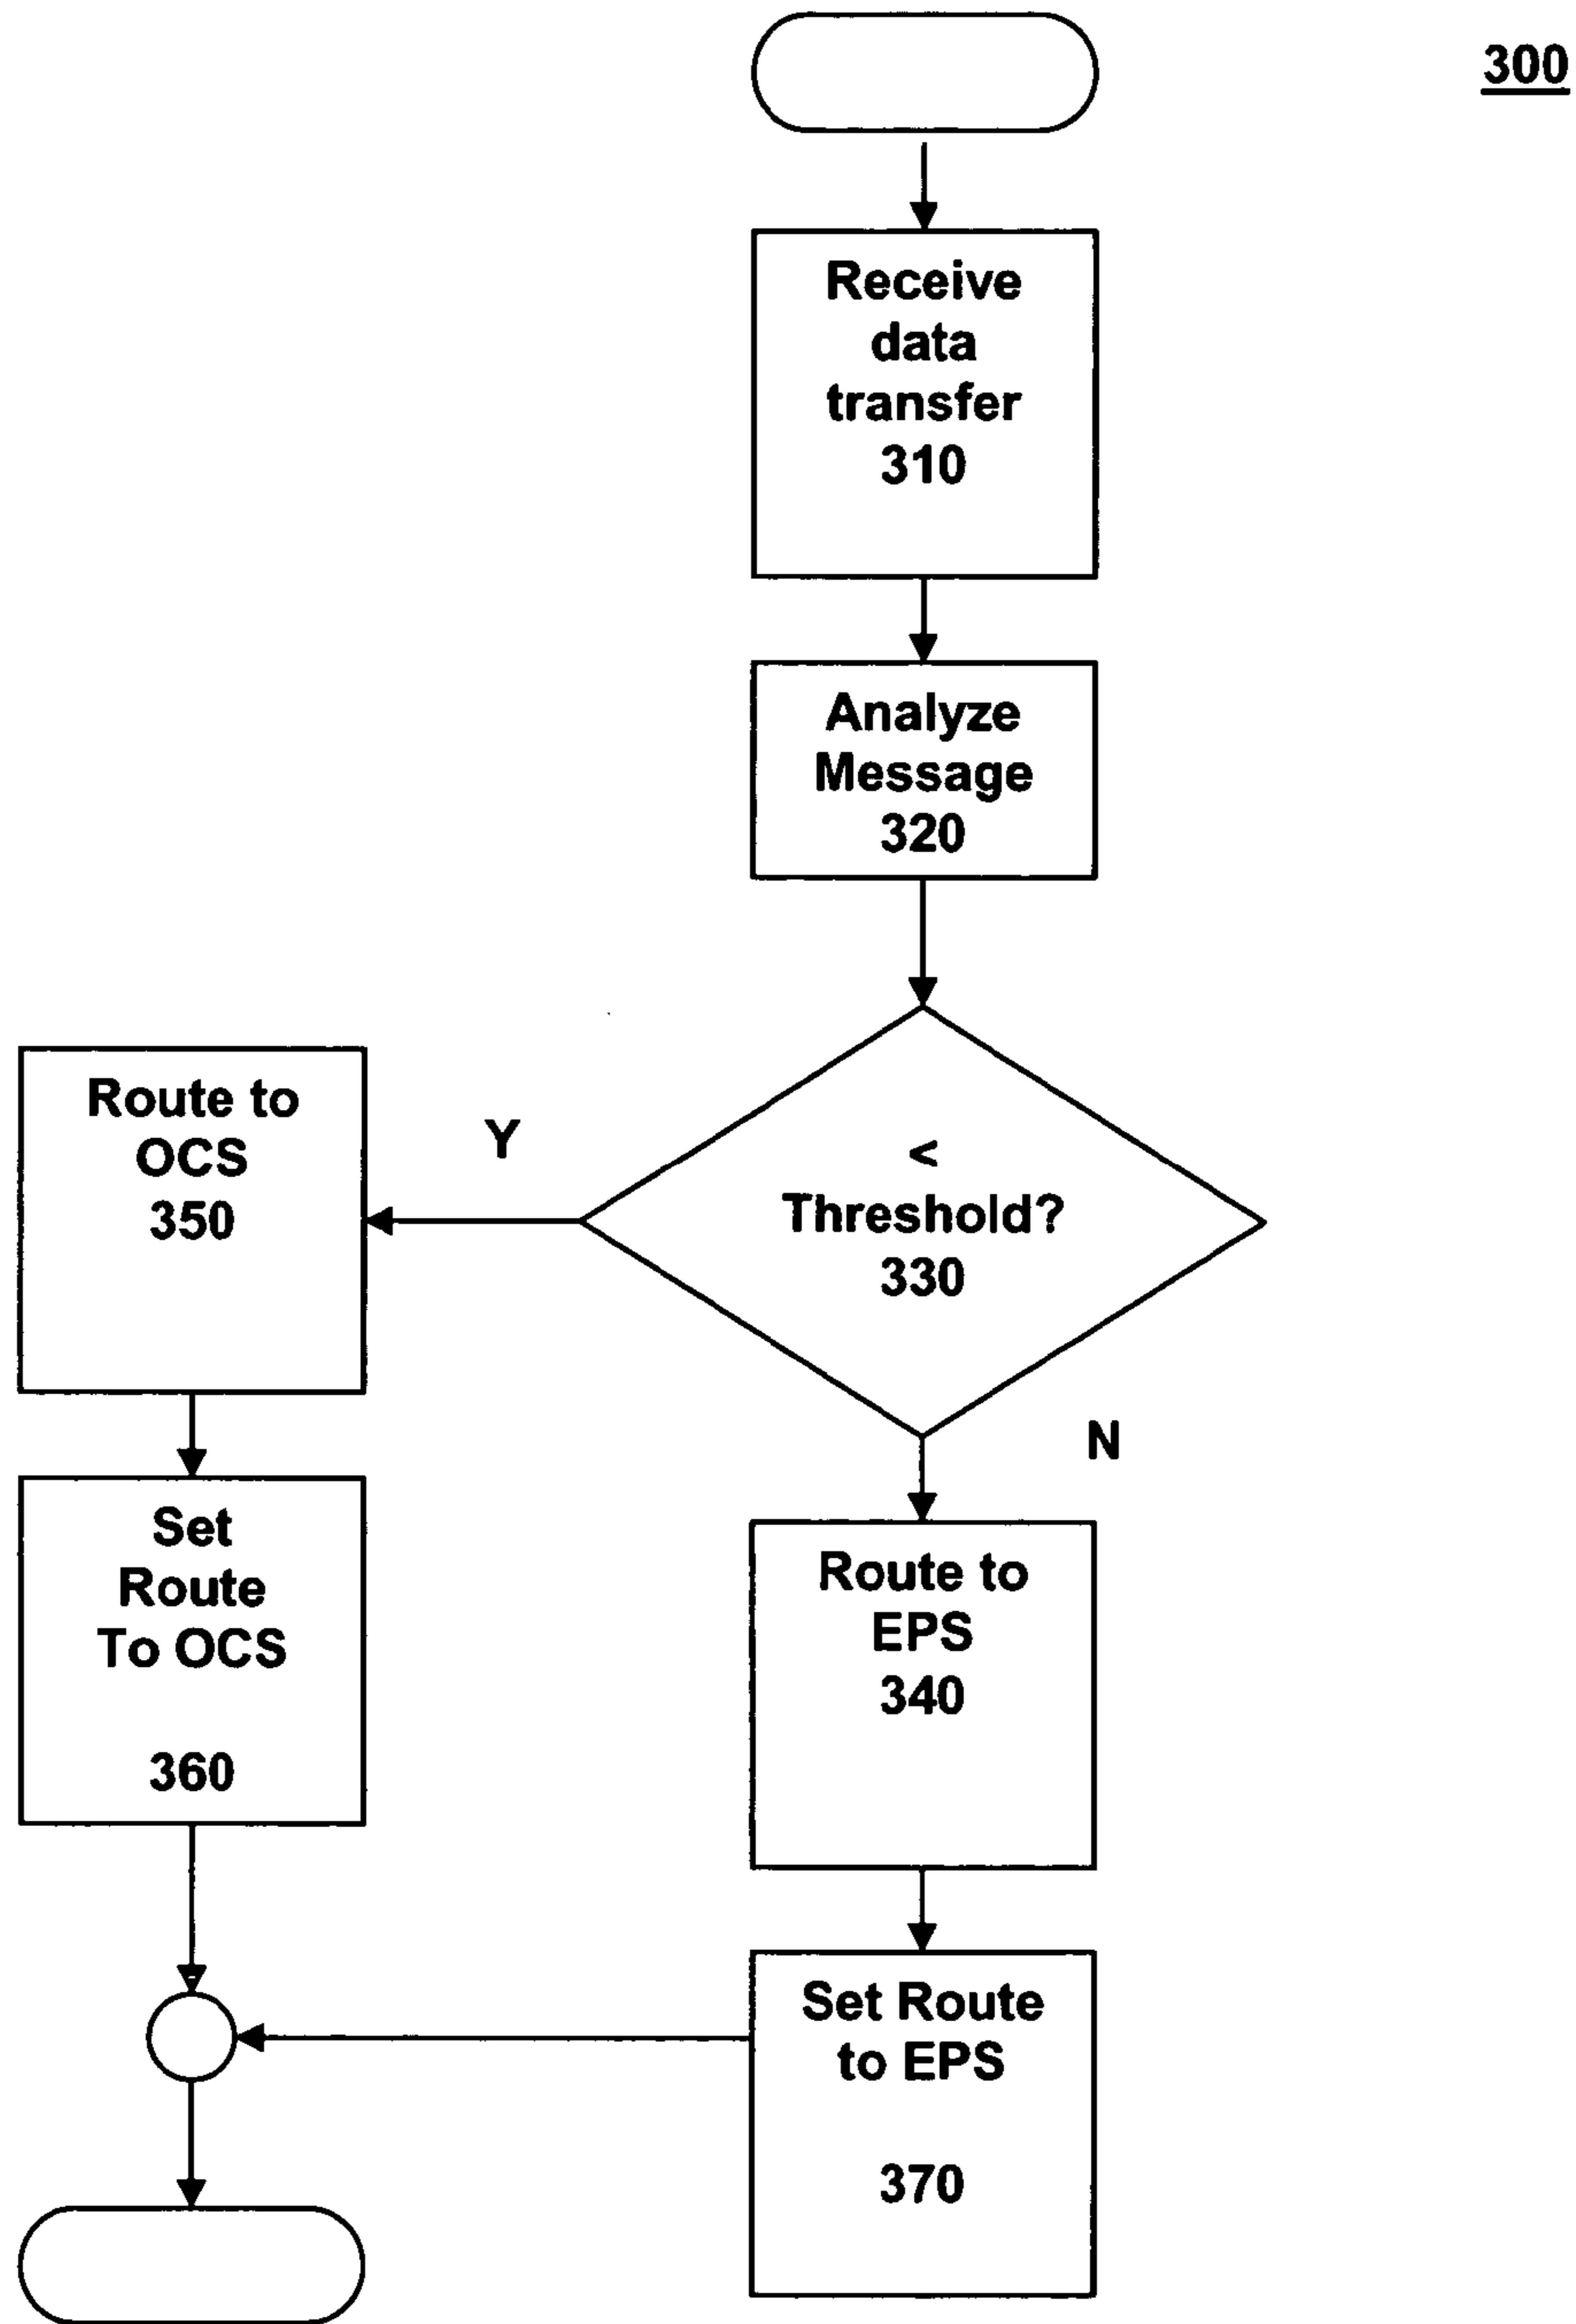 300
Receive
data
transfer
310
Analyze
Message
320
<
Threshold?
330
Y
N
Route to
OCS
350
Set
Route
To OCS
360
Route to
EPS
340
Set Route
to EPS
370